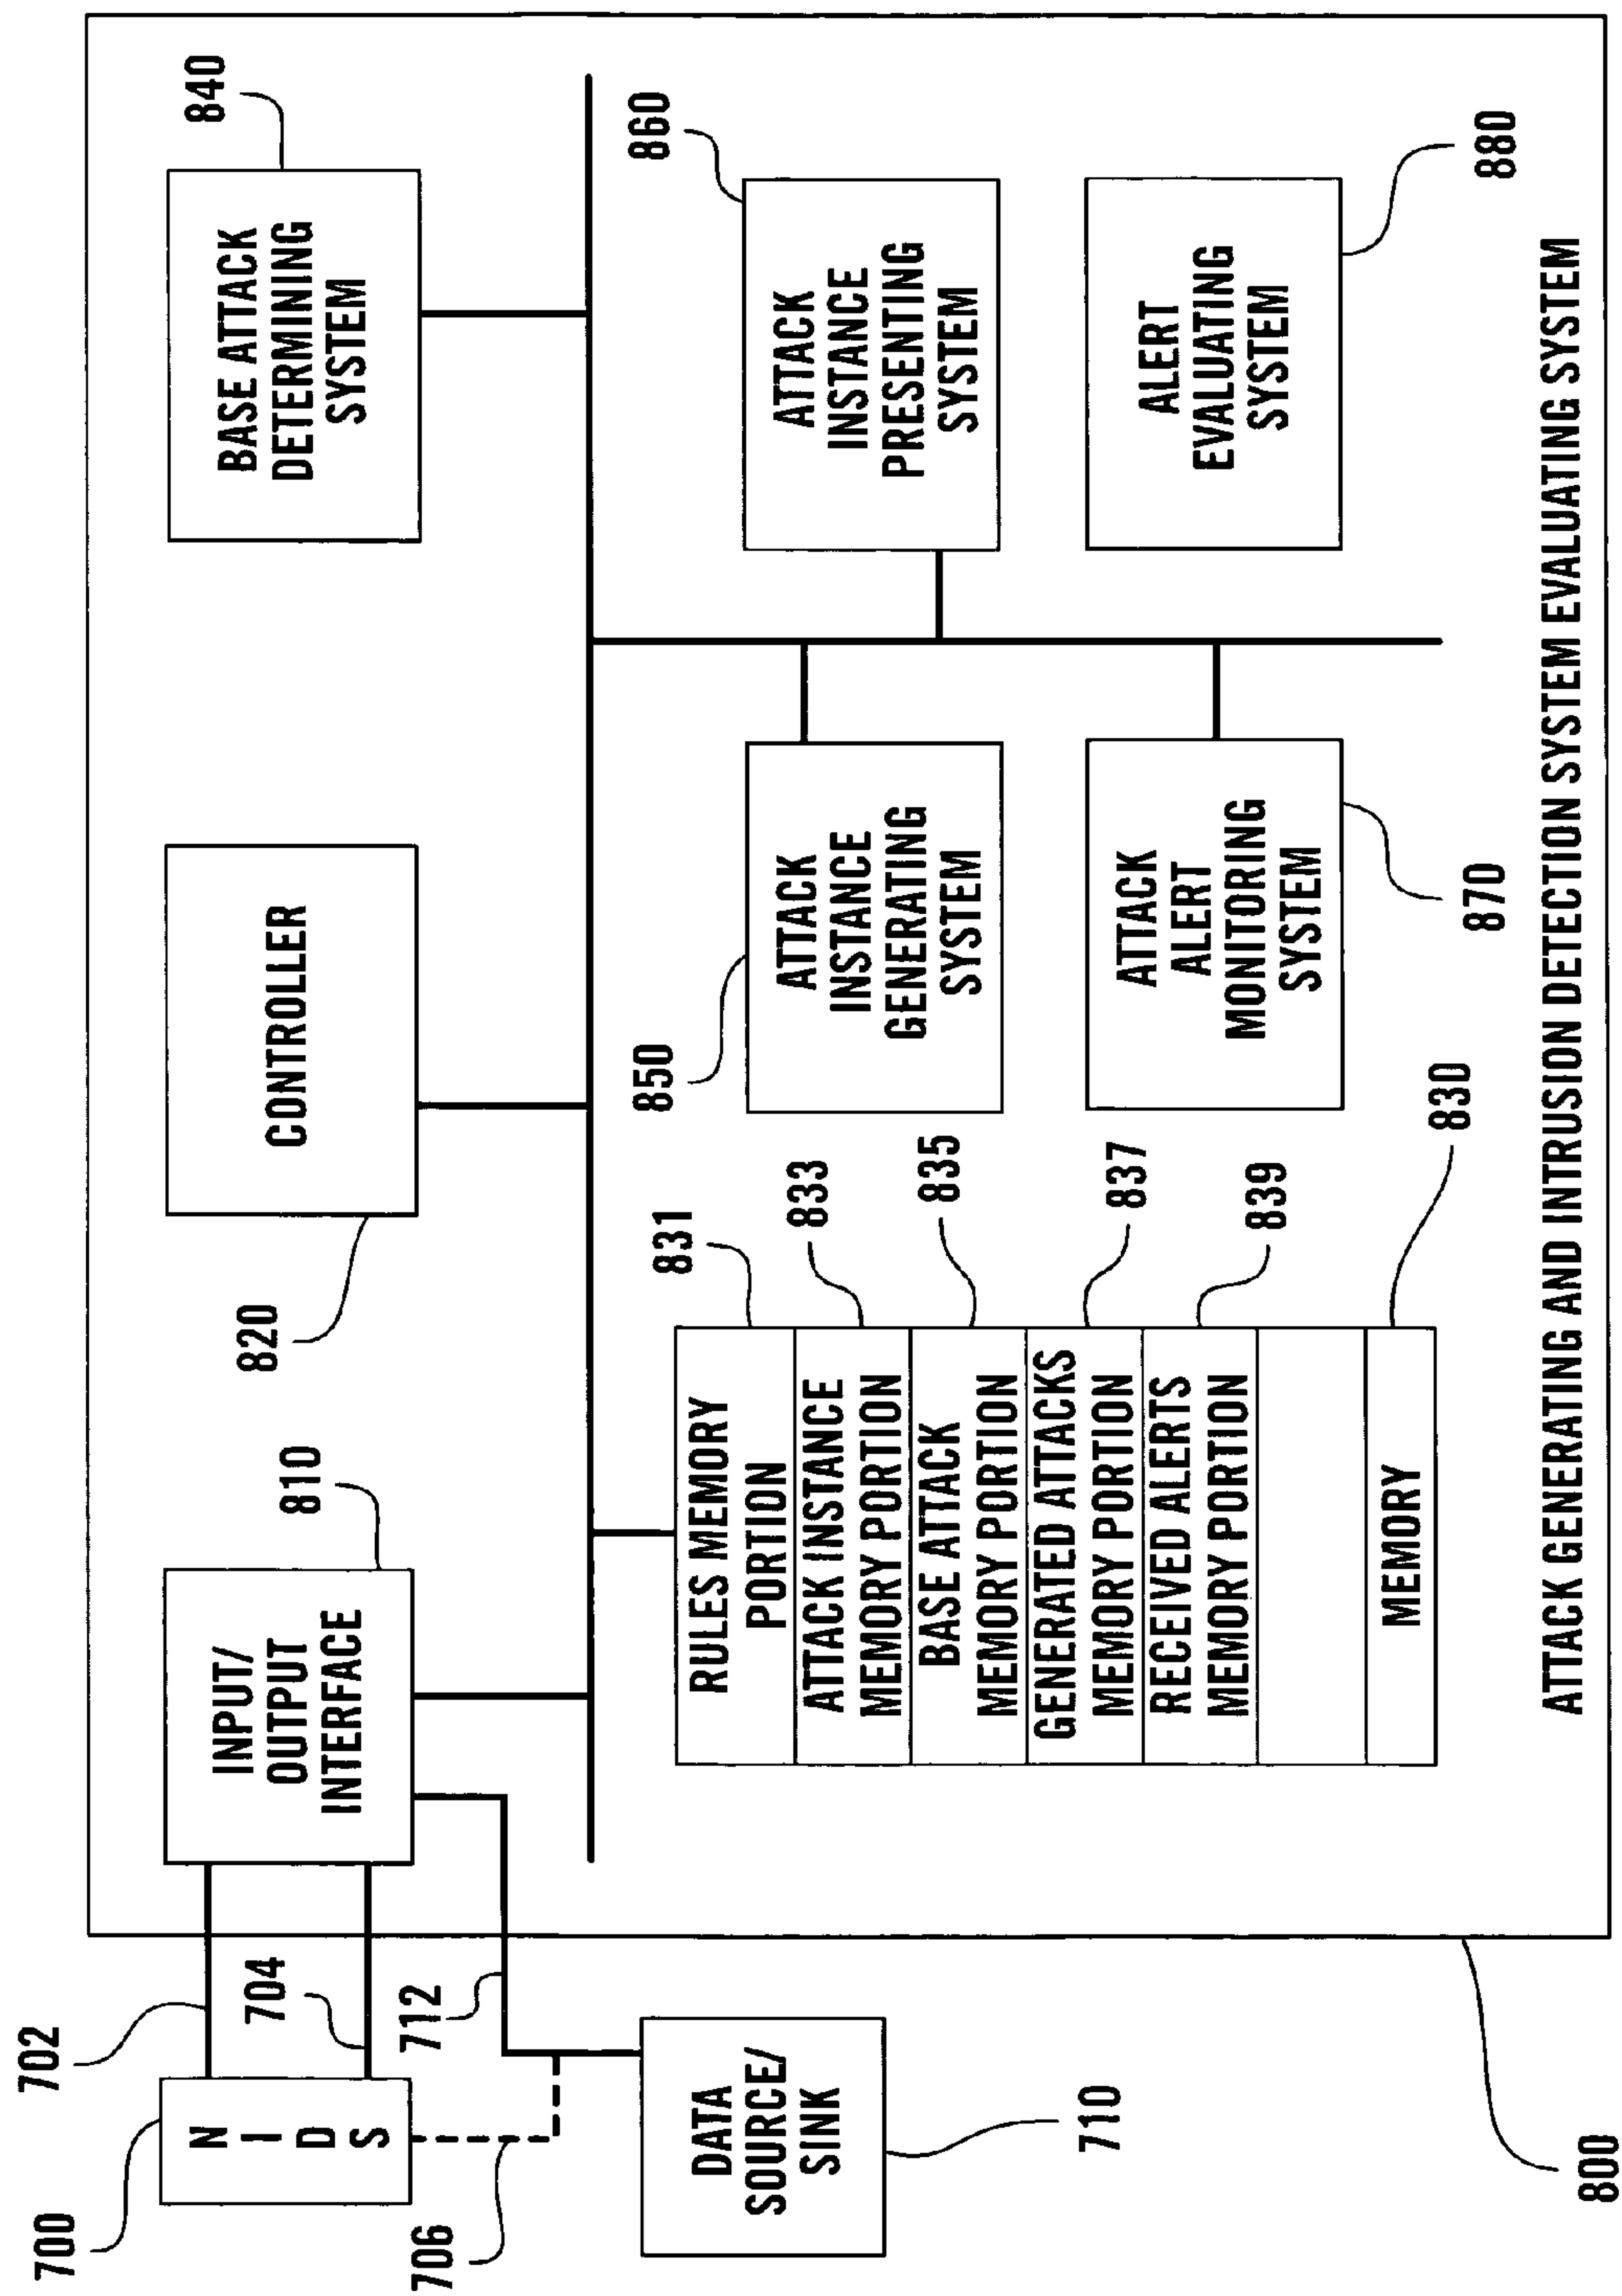 700
702
704
706
712
N
I
D
S
DATA
SOURCE/
SINK
710
800
INPUT/
OUTPUT
INTERFACE
810
CONTROLLER
820
BASE ATTACK
DETERMINING
SYSTEM
840
RULES MEMORY
PORTION
831
ATTACK INSTANCE
MEMORY PORTION
833
BASE ATTACK
MEMORY PORTION
835
GENERATED ATTACKS
MEMORY PORTION
837
RECEIVED ALERTS
MEMORY PORTION
839
MEMORY
830
850
ATTACK
INSTANCE
GENERATING
SYSTEM
860
ATTACK
INSTANCE
PRESENTING
SYSTEM
ATTACK
ALERT
MONITORING
SYSTEM
870
ALERT
EVALUATING
SYSTEM
880
ATTACK GENERATING AND INTRUSION DETECTION SYSTEM EVALUATING SYSTEM